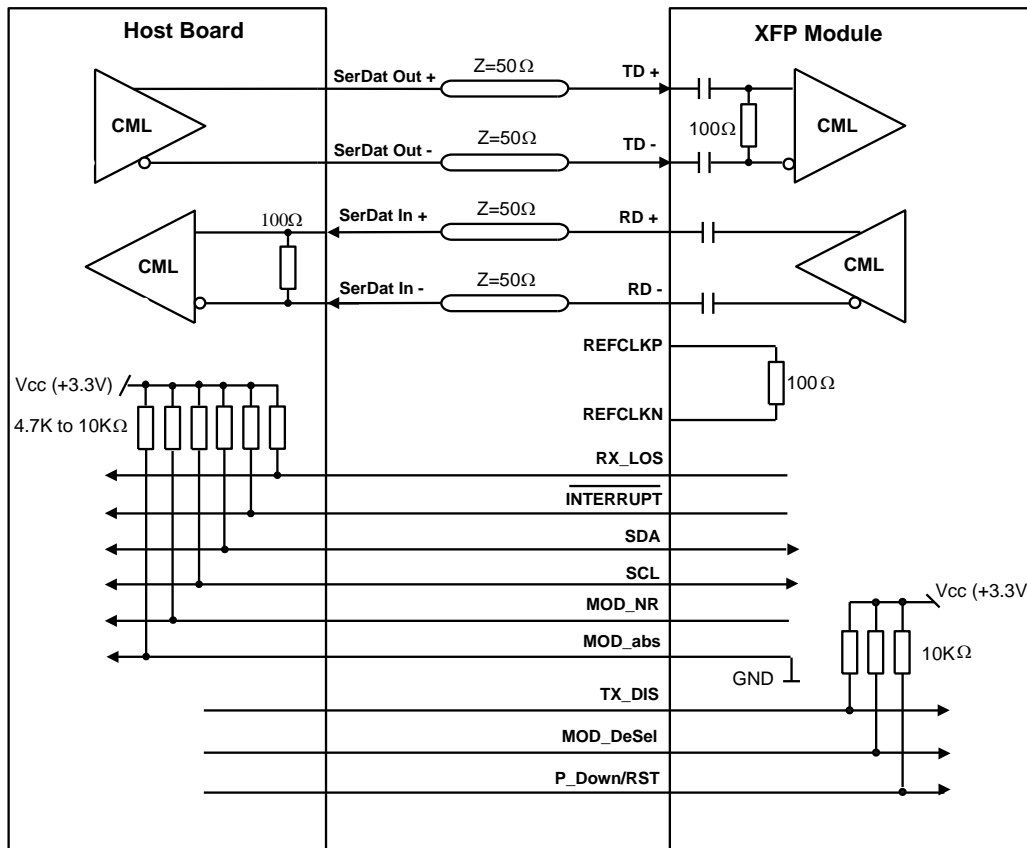 Host Board
XFP Module
SerDat Out +
Z=50Ω
TD +
CML
100Ω
CML
SerDat Out -
Z=50Ω
TD -
100Ω
SerDat In +
Z=50Ω
RD +
CML
CML
SerDat In -
Z=50Ω
RD -
REFCLKP
Vcc (+3.3V)
100Ω
4.7K to 10KΩ
REFCLKN
RX_LOS
INTERRUPT
SDA
SCL
Vcc (+3.3V
MOD_NR
MOD_abs
10KΩ
GND
TX_DIS
MOD_DeSel
P_Down/RST